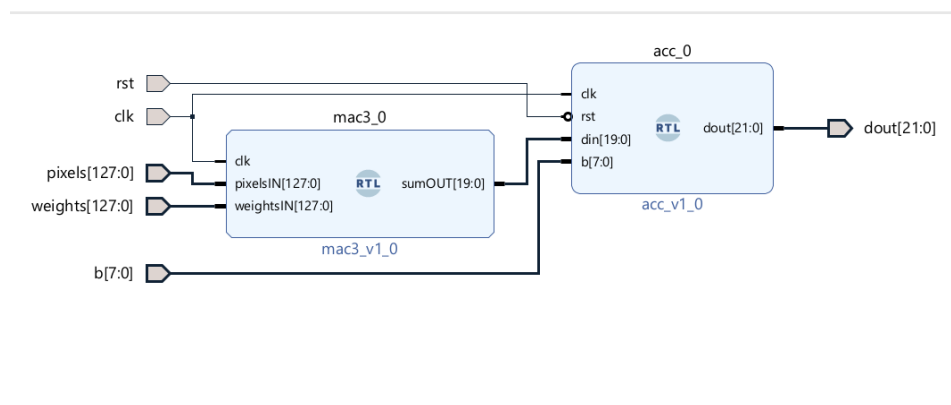 acc_0
rst
clk
clk
rst
RTL
dout[21:0]
dout[21:0]
din[19:0]
b[7:0]
acc_v1_0
mac3_0
clk
pixels[127:0]
pixelsIN[127:0]
RTL
sumOUT[19:0]
weights[127:0]
weightsIN[127:0]
mac3_v1_0
b[7:0]